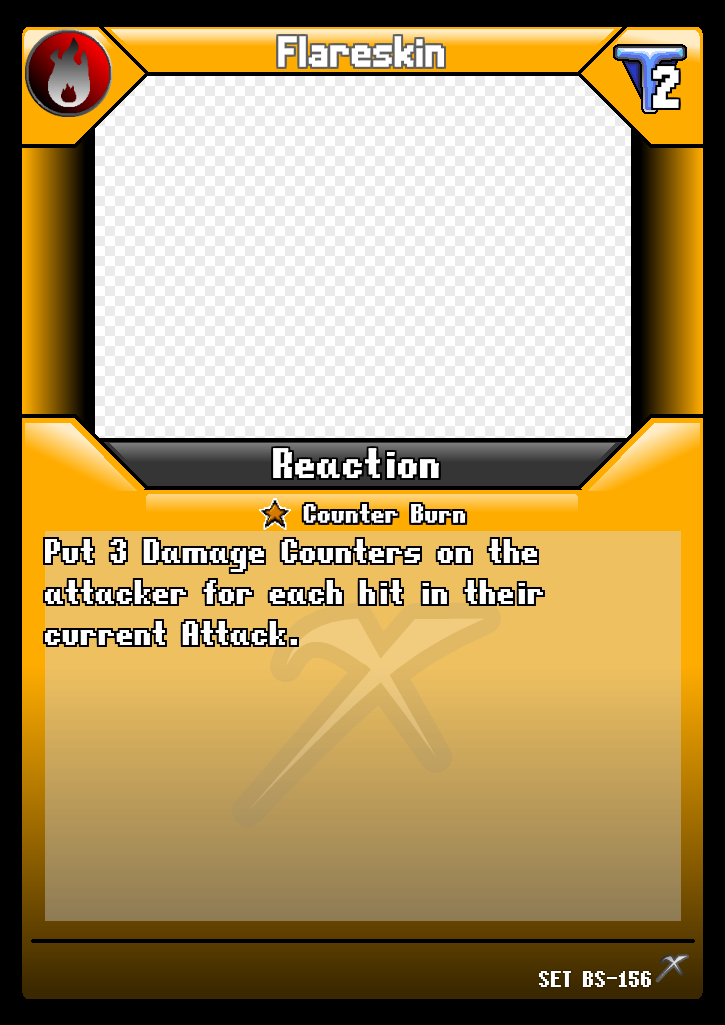 Flareskin
T2
Reaction
Counter Burn
Put 3 Damage Counters on the
attacker for each hit in their
current Attack.
SET BS-156